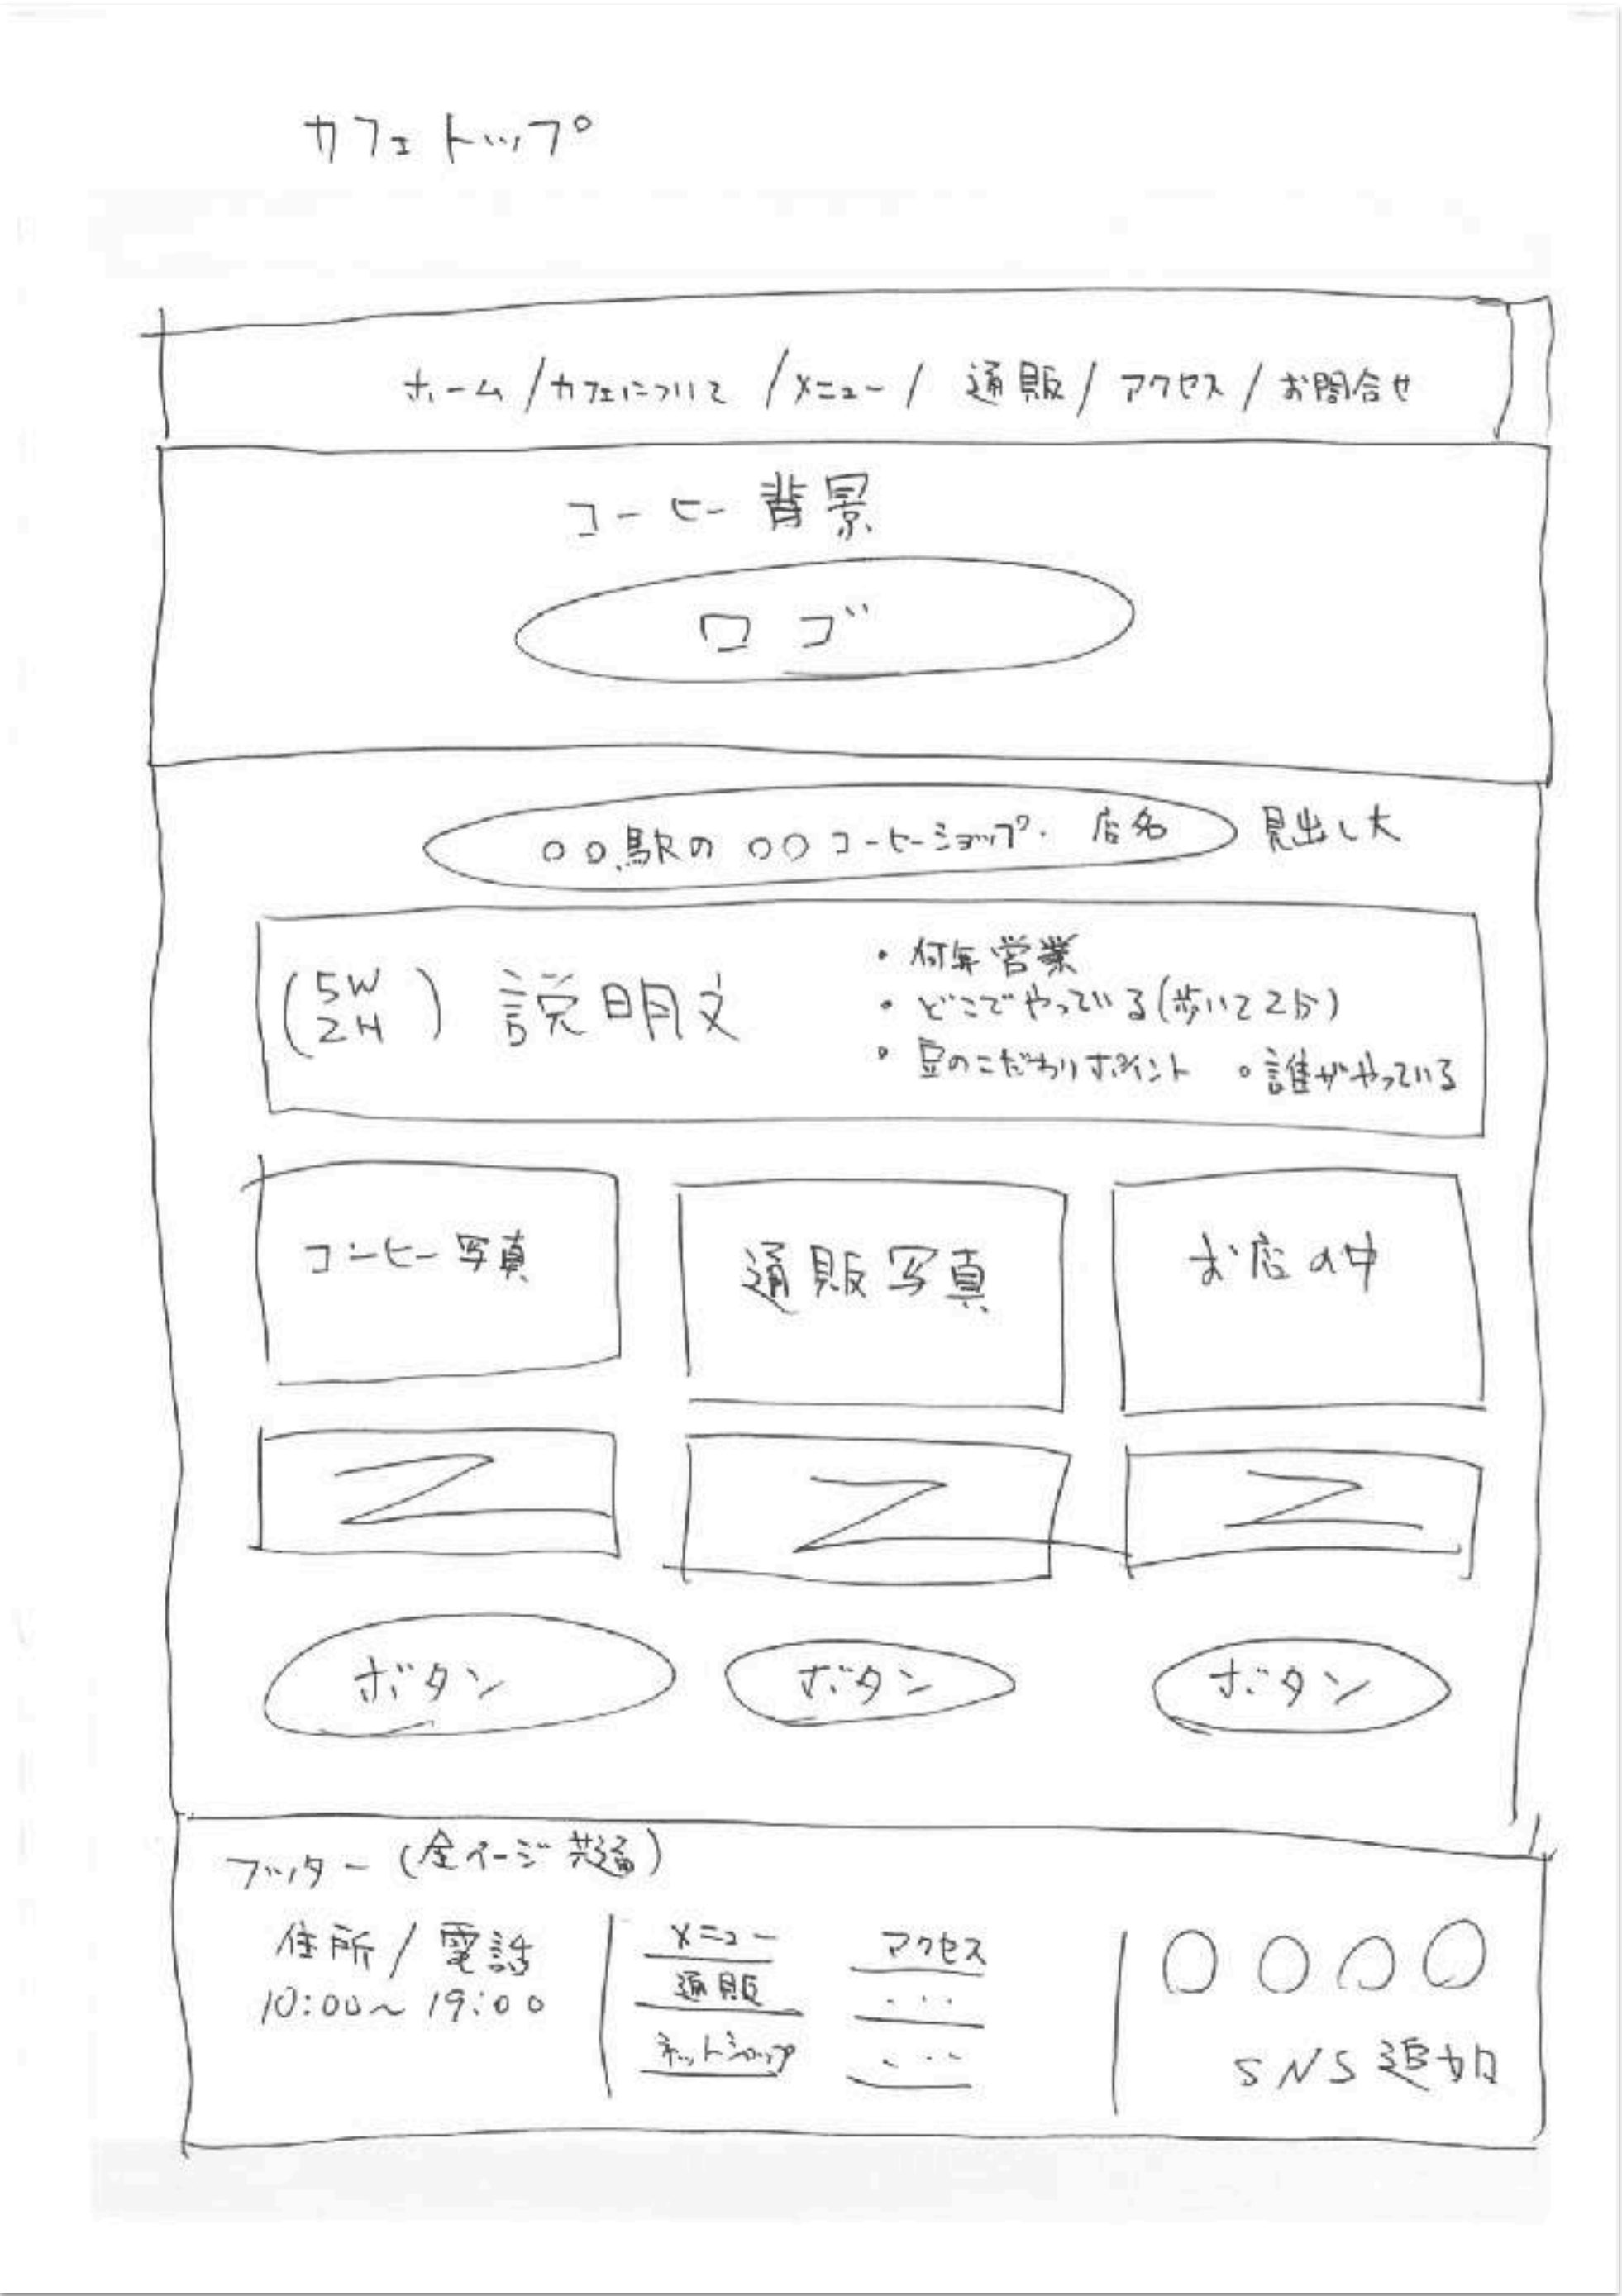 カフェトップ
ホーム / カフェについて / メニュー / 通販 / アクセス / お問合せ
コーヒー背景
ロゴ
○○駅の ○○コーヒーショップ. 店名 見出し大
(5W 2H) 説明文
・何年営業
・どこでやっている(歩いて2分)
・豆のこだわりポイント ・誰がやっている
コーヒー写真 通販写真 お店の中
ボタン ボタン ボタン
フッター (全ページ共通)
住所 / 電話
10:00~19:00
メニュー アクセス
通販 ...
ネットショップ ...
○○○○
SNS追加